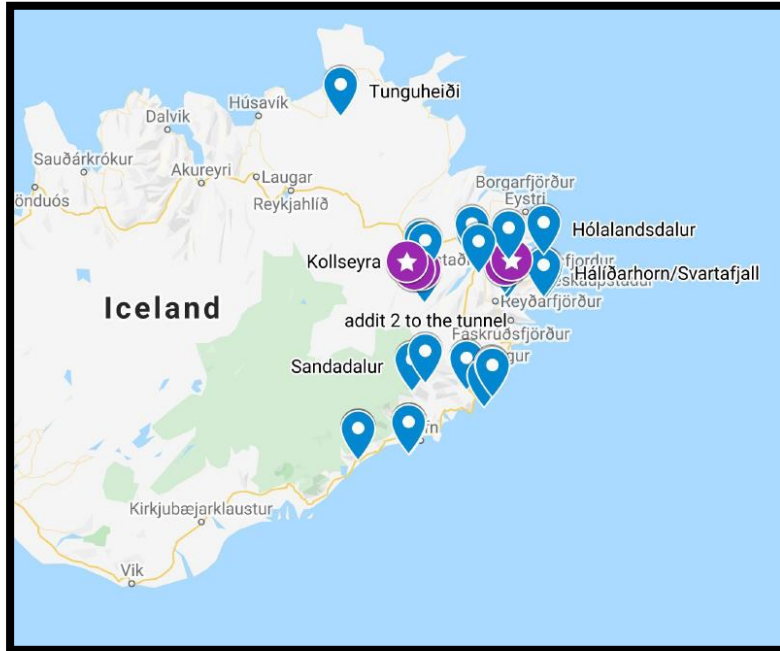 Tunguheiði
Húsavík
Dalvik
Sauðárkrókur
Akureyri
Laugar
Reykjahlíð
Borgarfjörður
Eystri
Hólalandsdalur
Kollseyra
Hálíðarhorn/Svartafjall
Iceland
Reyðarfjörður
addit 2 to the tunnel
Fáskrúðsfjörður
Sandadalur
Kirkjubæjarklaustur
Vik